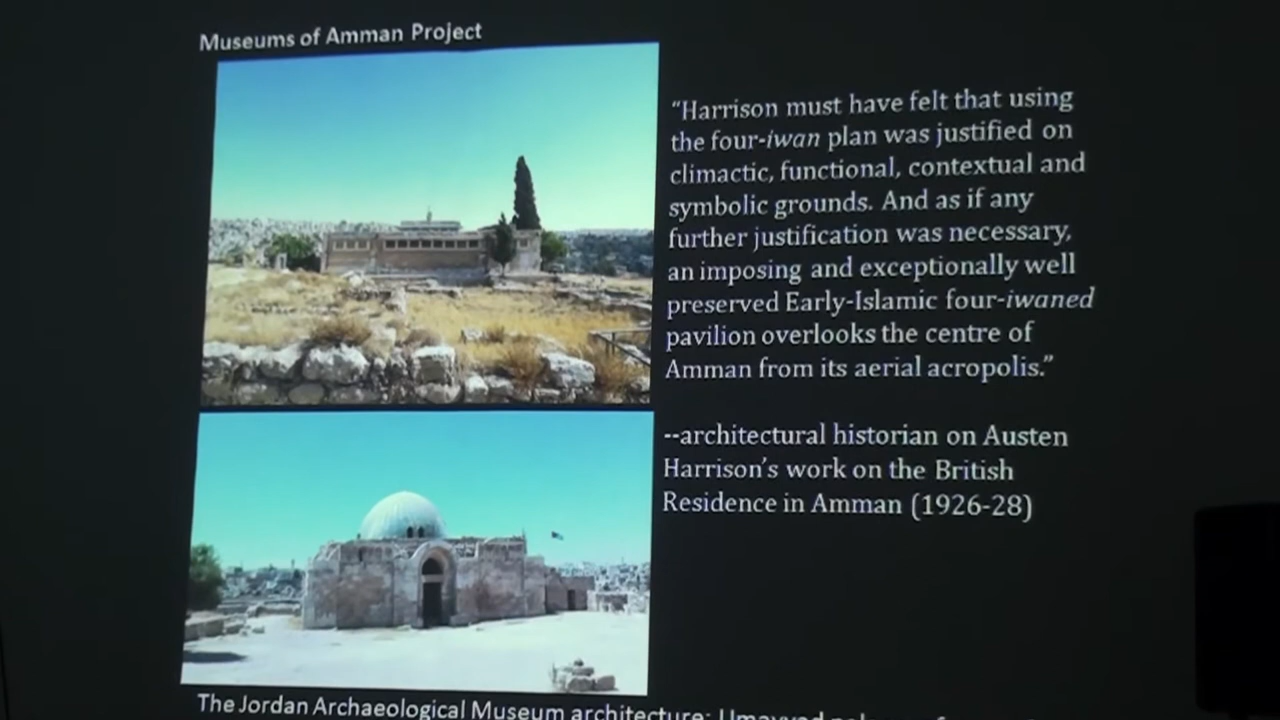 Museums of Amman Project
“Harrison must have felt that using
the four-iwan plan was justified on
climactic, functional, contextual and
symbolic grounds. And as if any
further justification was necessary,
an imposing and exceptionally well
preserved Early-Islamic four-iwaned
pavilion overlooks the centre of
Amman from its aerial acropolis.”
--architectural historian on Austen
Harrison’s work on the British
Residence in Amman (1926-28)
The Jordan Archaeological Museum architecture: Umayyad